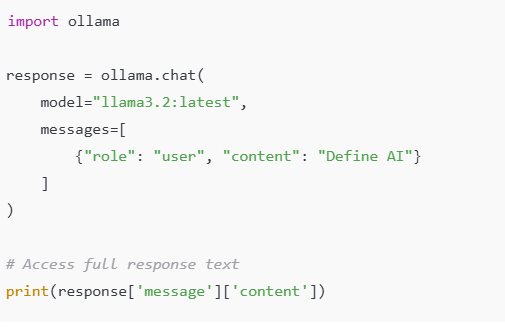 import ollama
response = ollama.chat(
    model="llama3.2:latest",
    messages=[
        {"role": "user", "content": "Define AI"}
    ]
)
# Access full response text
print(response['message']['content'])